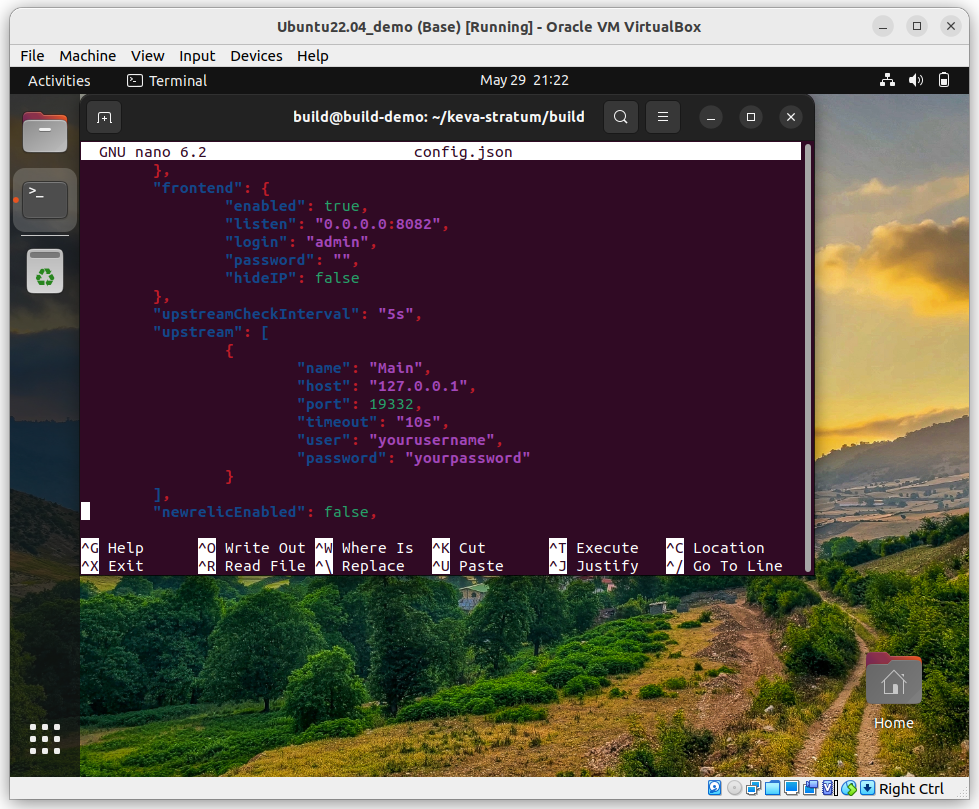 Ubuntu22.04_demo (Base) [Running] - Oracle VM VirtualBox
File Machine View Input Devices Help
Activities Terminal May 29 21:22
build@build-demo: ~/keva-stratum/build
GNU nano 6.2 config.json
},
"frontend": {
"enabled": true,
"listen": "0.0.0.0:8082",
"login": "admin",
"password": "",
"hideIP": false
},
"upstreamCheckInterval": "5s",
"upstream": [
{
"name": "Main",
"host": "127.0.0.1",
"port": 19332,
"timeout": "10s",
"user": "yourusername",
"password": "yourpassword"
}
],
"newrelicEnabled": false,
^G Help ^O Write Out ^W Where Is ^K Cut ^T Execute ^C Location
^X Exit ^R Read File ^\ Replace ^U Paste ^J Justify ^/ Go To Line
Home
Right Ctrl